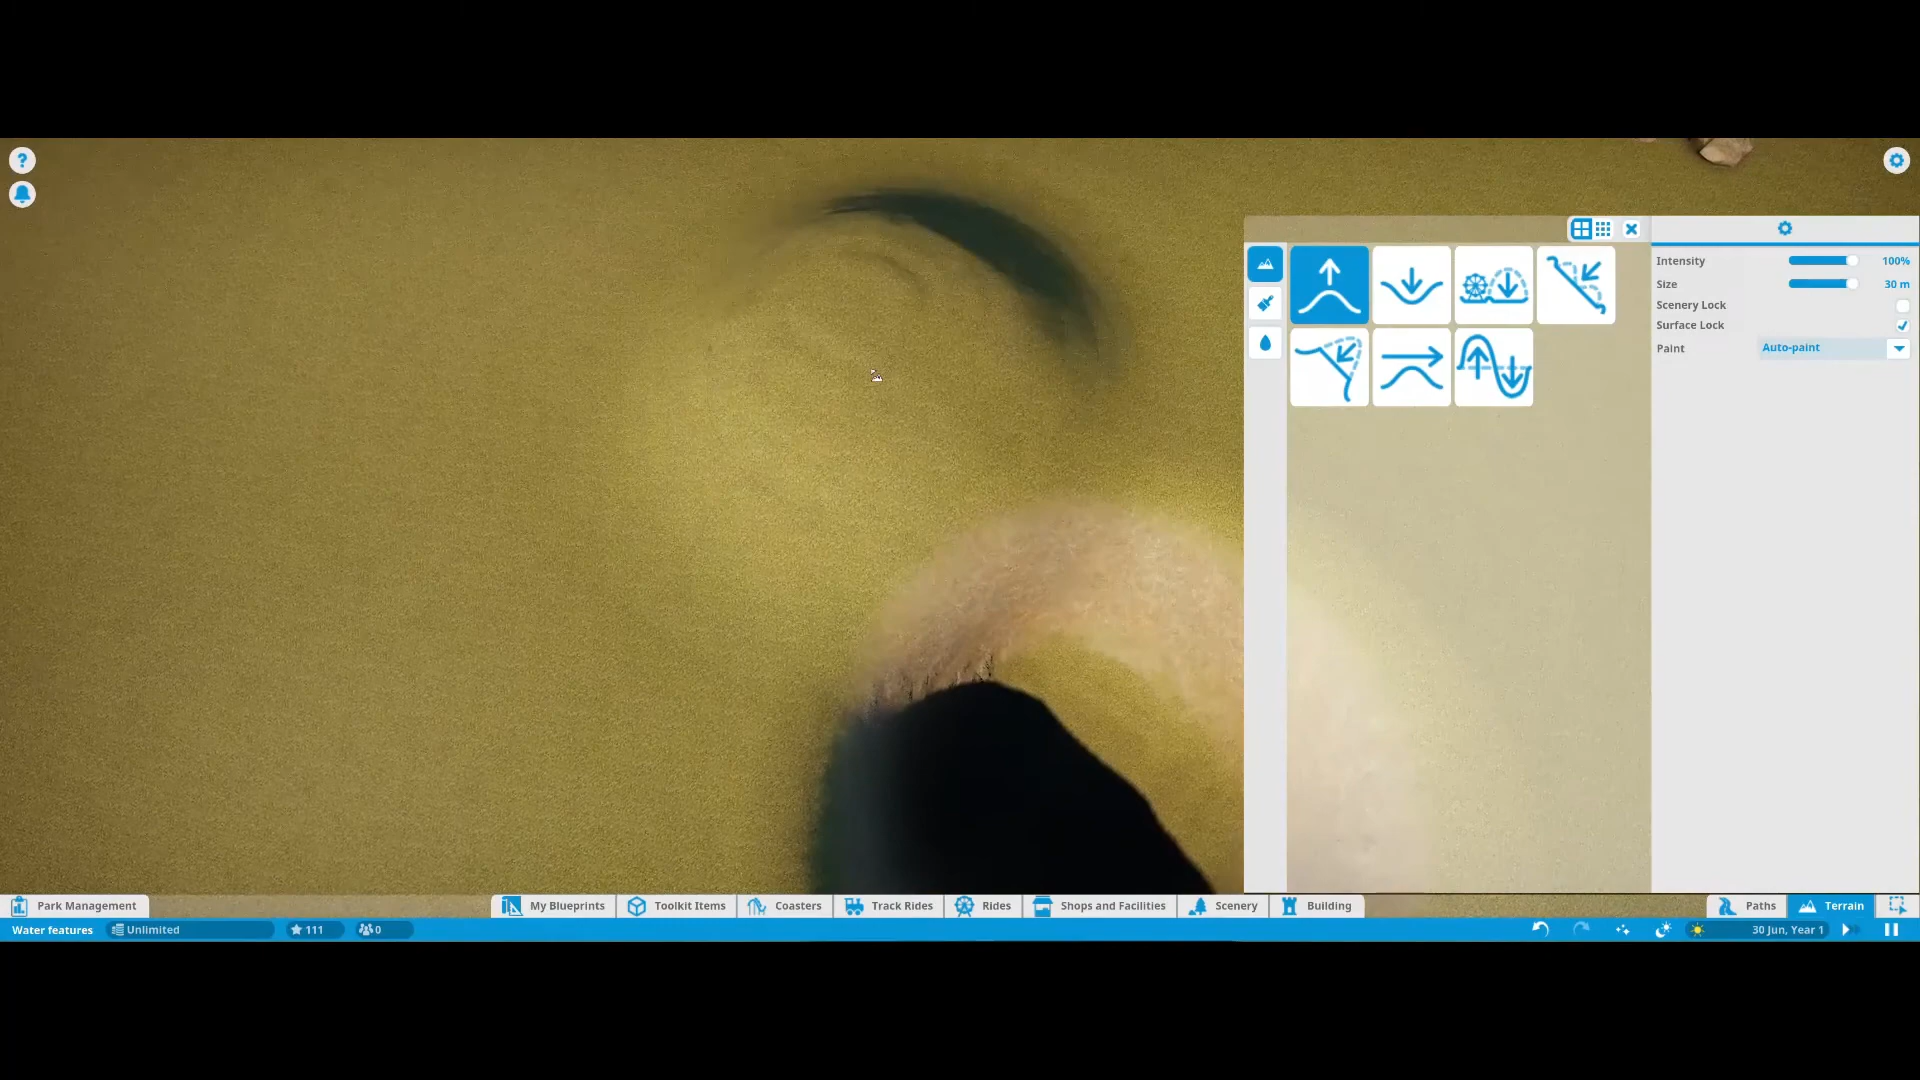 ?
Intensity 100%
Size 30 m
Scenery Lock
Surface Lock
Paint Auto-paint
Park Management My Blueprints Toolkit Items Coasters Track Rides Rides Shops and Facilities Scenery Building Paths Terrain
Water features Unlimited 111 0 30 Jun, Year 1